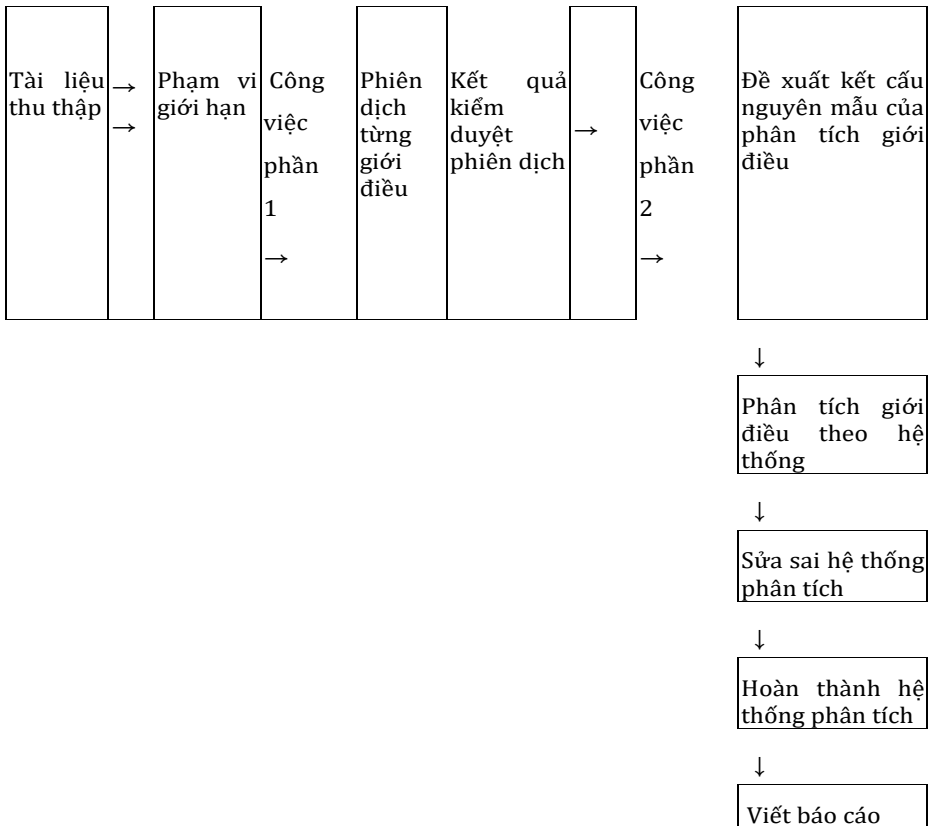 Tài liệu
thu thập
→
→
Phạm vi
giới hạn
Công
việc
phần
1
→
Phiên
dịch
từng
giới
điều
Kết quả
kiểm
duyệt
phiên dịch
→
Công
việc
phần
2
→
Đề xuất kết cấu
nguyên mẫu của
phân tích giới
điều
↓
Phân tích giới
điều theo hệ
thống
↓
Sửa sai hệ thống
phân tích
↓
Hoàn thành hệ
thống phân tích
↓
Viết báo cáo